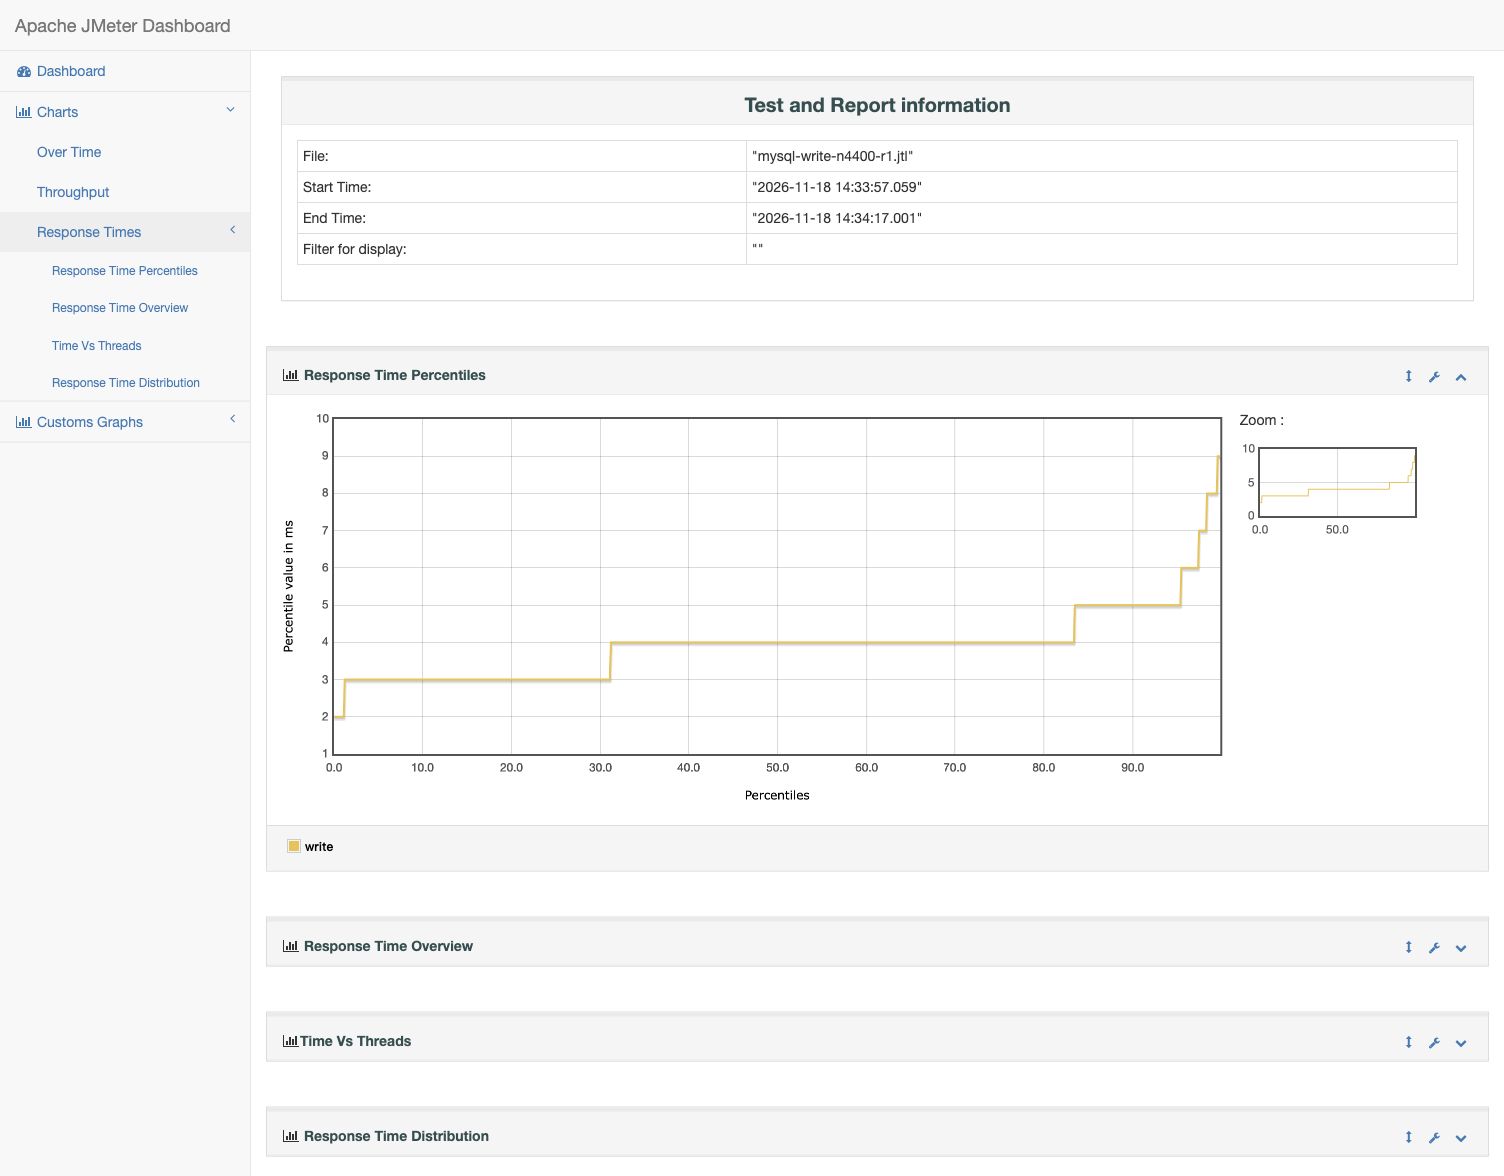 Apache JMeter Dashboard
Dashboard
Charts
Over Time
Throughput
Response Times
Response Time Percentiles
Response Time Overview
Time Vs Threads
Response Time Distribution
Customs Graphs
Test and Report information
File: "mysql-write-n4400-r1.jtl"
Start Time: "2026-11-18 14:33:57.059"
End Time: "2026-11-18 14:34:17.001"
Filter for display: ""
Response Time Percentiles
10
9
8
7
6
5
4
3
2
1
Percentile value in ms
0.0 10.0 20.0 30.0 40.0 50.0 60.0 70.0 80.0 90.0
Percentiles
Zoom :
10
5
0
0.0 50.0
write
Response Time Overview
Time Vs Threads
Response Time Distribution